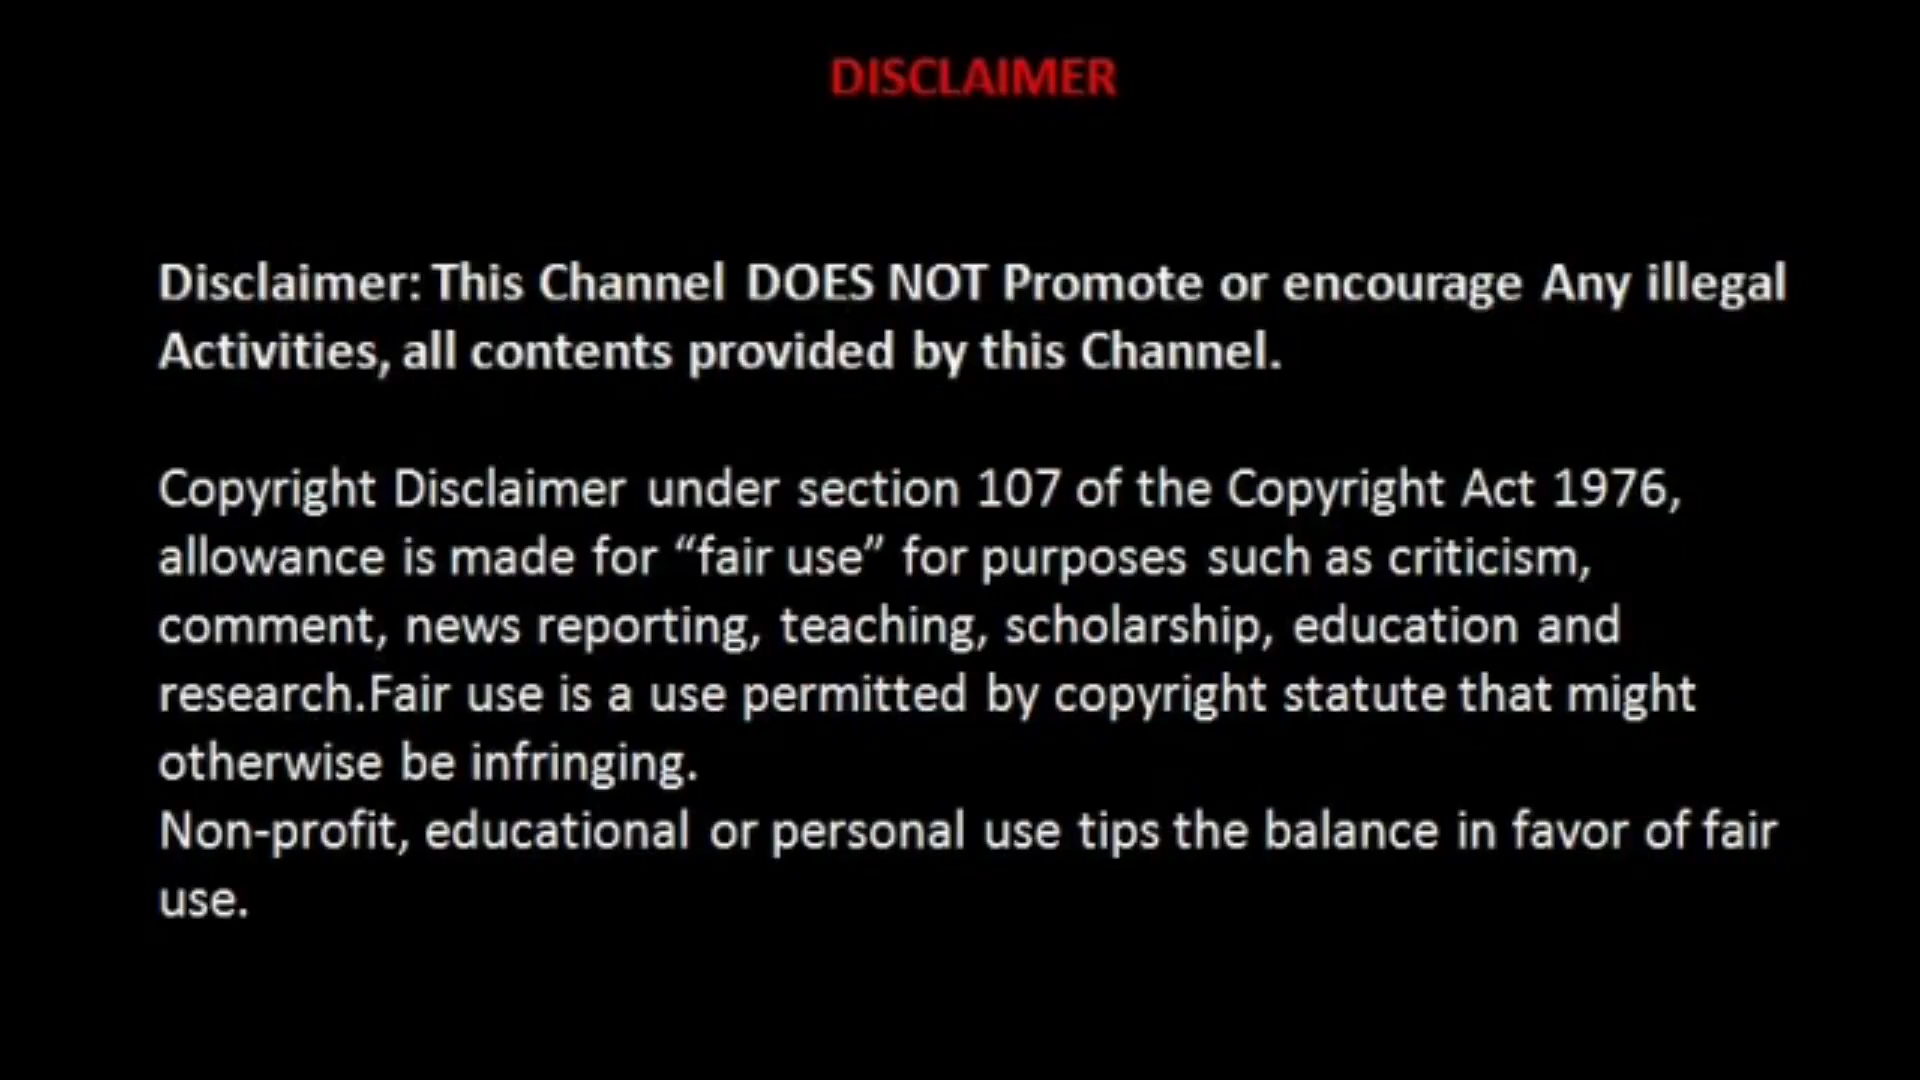 DISCLAIMER
Disclaimer: This Channel DOES NOT Promote or encourage Any illegal
Activities, all contents provided by this Channel.
Copyright Disclaimer under section 107 of the Copyright Act 1976,
allowance is made for “fair use” for purposes such as criticism,
comment, news reporting, teaching, scholarship, education and
research.Fair use is a use permitted by copyright statute that might
otherwise be infringing.
Non-profit, educational or personal use tips the balance in favor of fair
use.